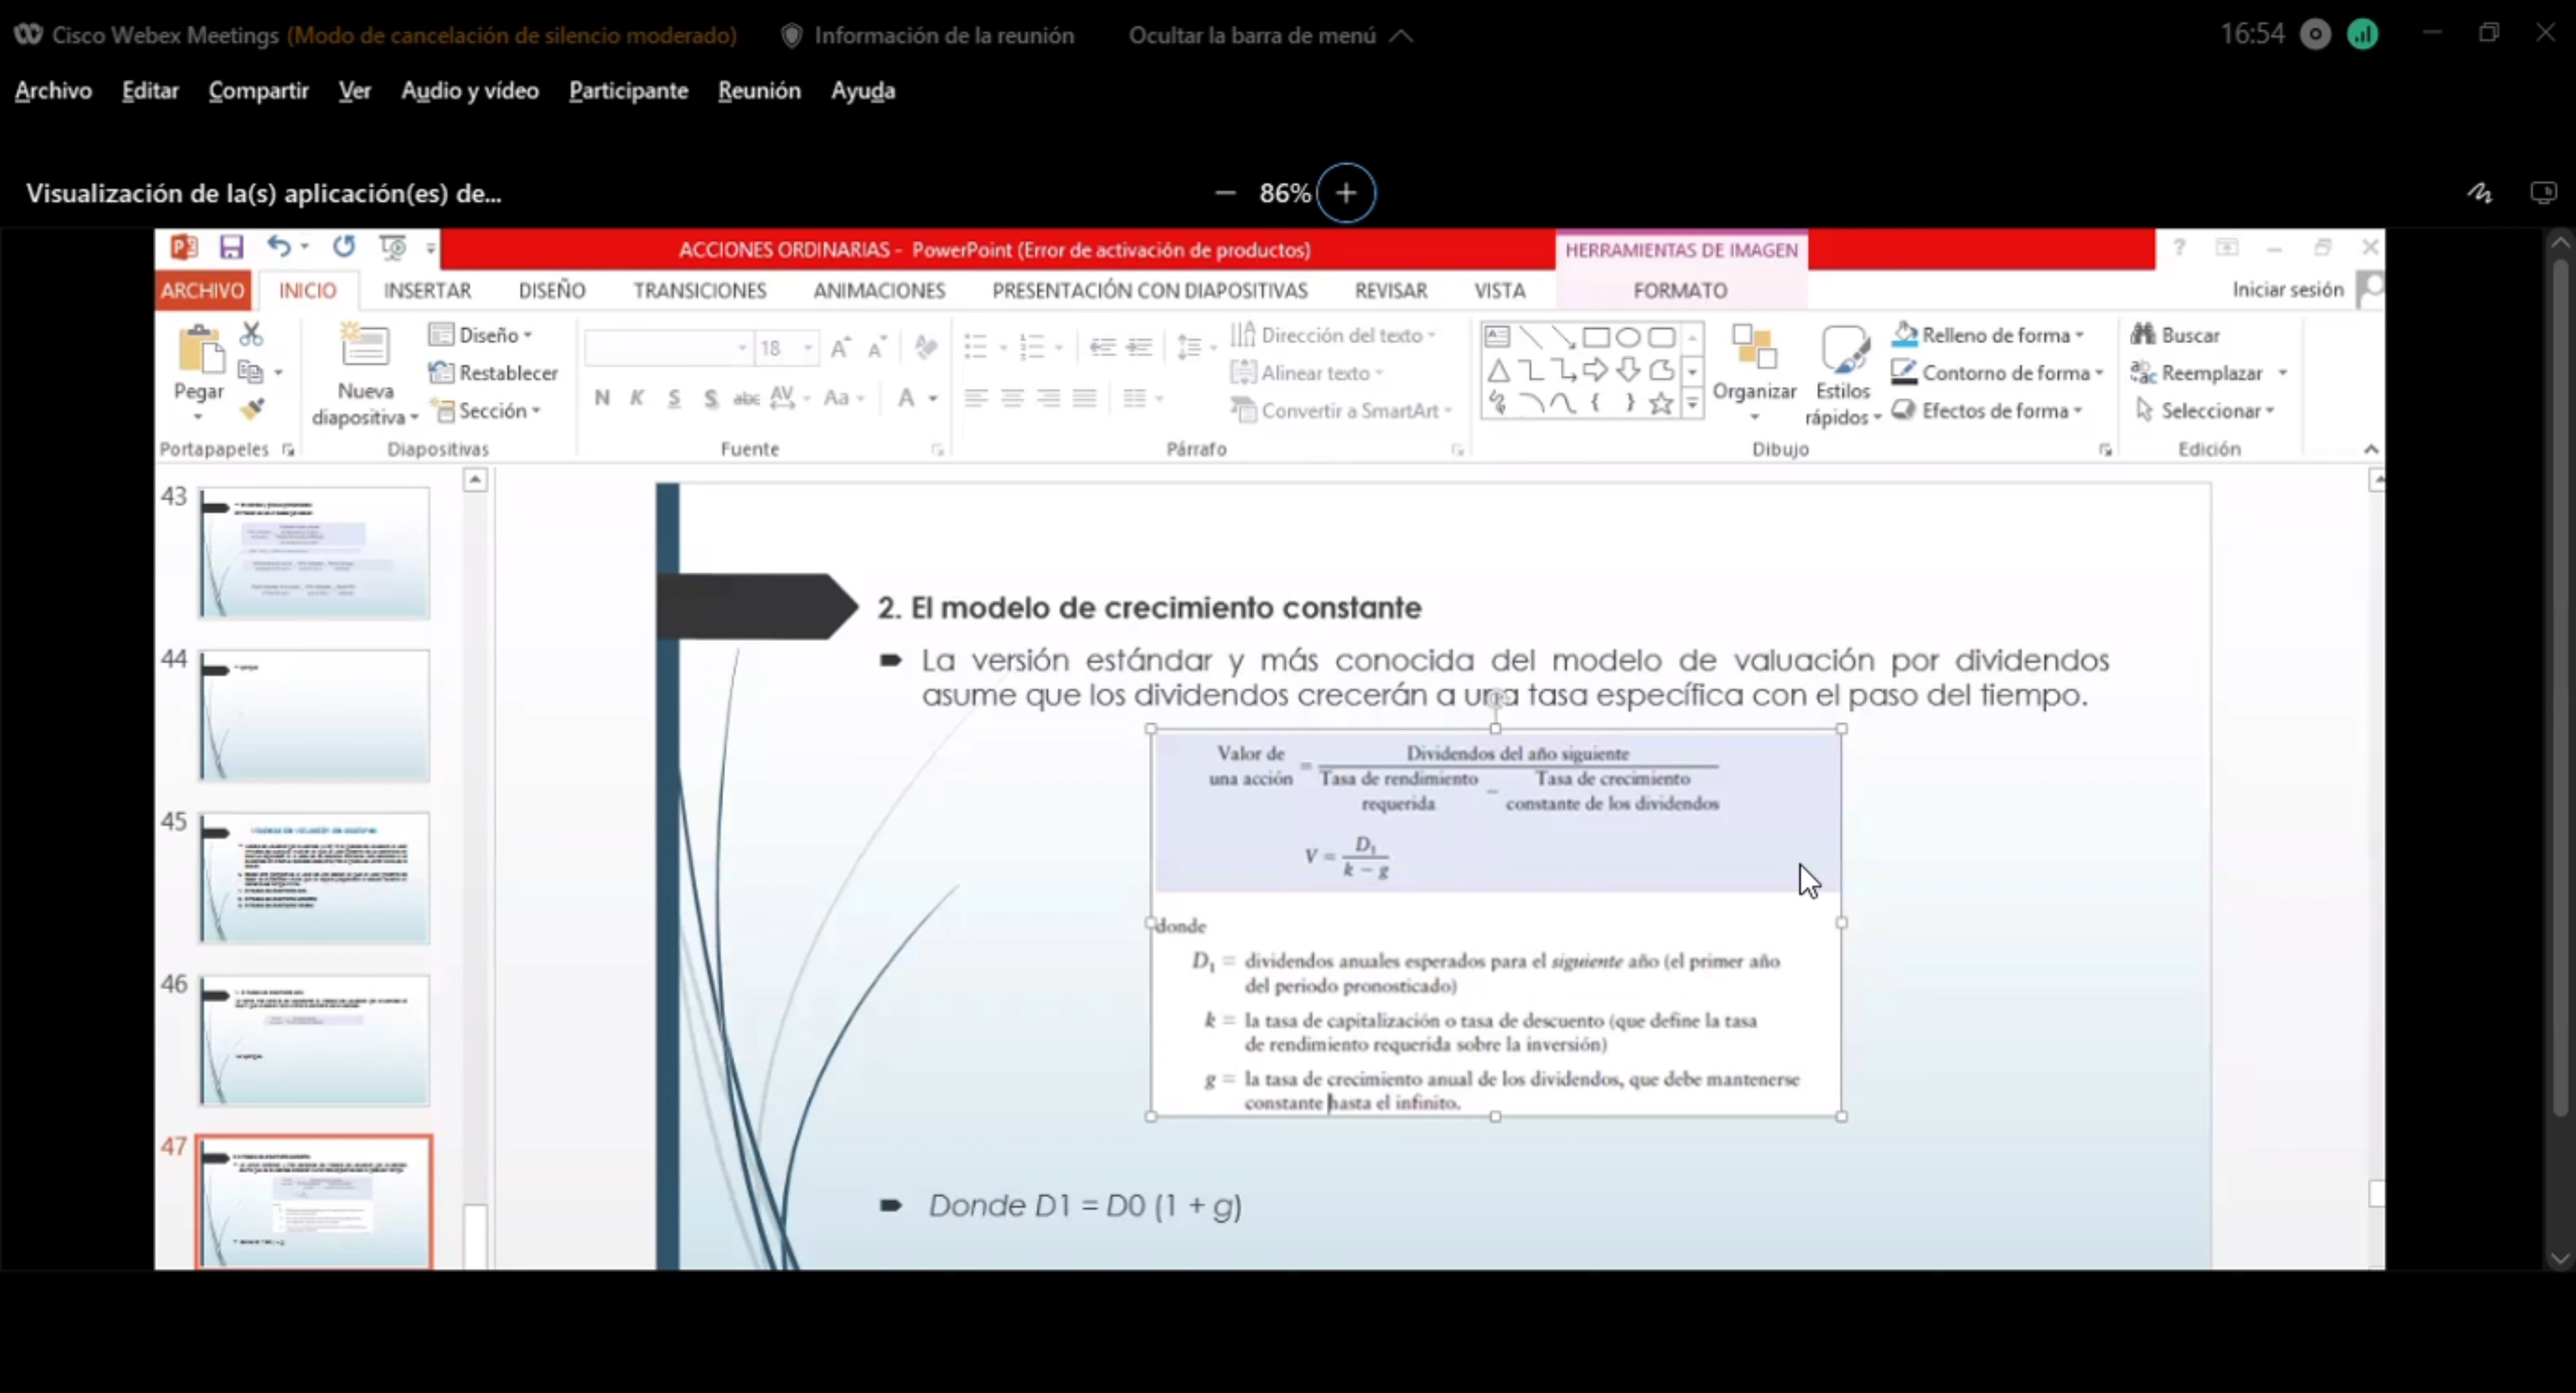 Cisco Webex Meetings (Modo de cancelación de silencio moderado) Información de la reunión Ocultar la barra de menú 16:54
Archivo Editar Compartir Ver Audio y vídeo Participante Reunión Ayuda
Visualización de la(s) aplicación(es) de... 86%
ACCIONES ORDINARIAS - PowerPoint (Error de activación de productos) HERRAMIENTAS DE IMAGEN
ARCHIVO INICIO INSERTAR DISEÑO TRANSICIONES ANIMACIONES PRESENTACIÓN CON DIAPOSITIVAS REVISAR VISTA FORMATO Iniciar sesión
Pegar
Nueva diapositiva
Diseño
Restablecer
Sección
18
N K S S abc AV Aa A
Dirección del texto
Alinear texto
Convertir a SmartArt
Organizar
Estilos rápidos
Relleno de forma
Contorno de forma
Efectos de forma
Buscar
Reemplazar
Seleccionar
Portapapeles Diapositivas Fuente Párrafo Dibujo Edición
43
44
45
46
47
2. El modelo de crecimiento constante
La versión estándar y más conocida del modelo de valuación por dividendos
asume que los dividendos crecerán a una tasa específica con el paso del tiempo.
Valor de una acción = Dividendos del año siguiente
Tasa de rendimiento requerida − Tasa de crecimiento constante de los dividendos
V = D₁
k − g
donde
D₁ = dividendos anuales esperados para el siguiente año (el primer año
del periodo pronosticado)
k = la tasa de capitalización o tasa de descuento (que define la tasa
de rendimiento requerida sobre la inversión)
g = la tasa de crecimiento anual de los dividendos, que debe mantenerse
constante hasta el infinito.
Donde D1 = D0 (1 + g)